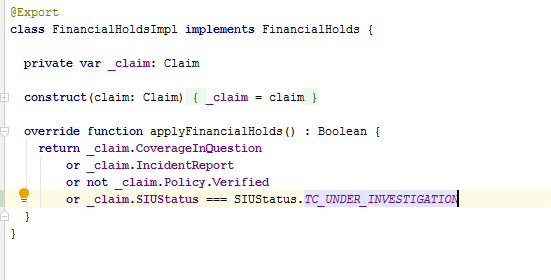 @Export
class FinancialHoldsImpl implements FinancialHolds {
private var _claim: Claim
construct(claim: Claim) { _claim = claim }
override function applyFinancialHolds() : Boolean {
return _claim.CoverageInQuestion
or _claim.IncidentReport
or not _claim.Policy.Verified
or _claim.SIUStatus === SIUStatus.TC_UNDER_INVESTIGATION
}
}